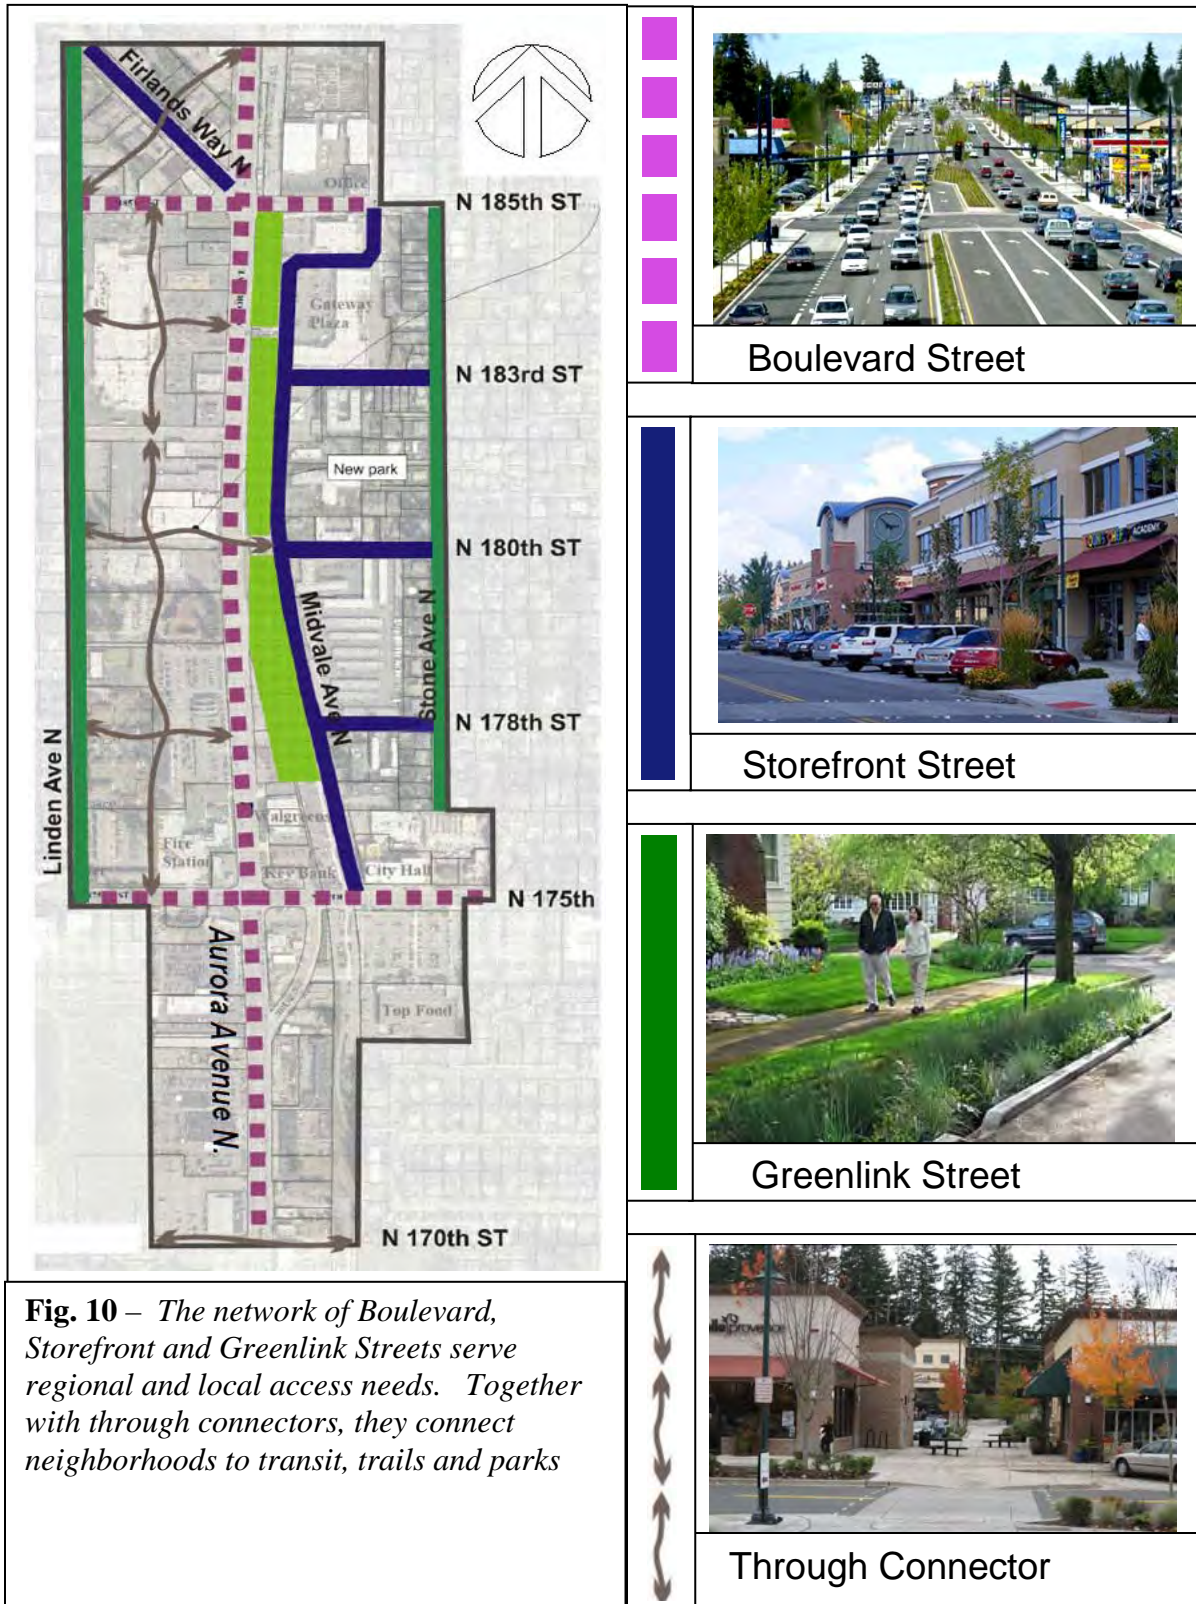 Firlands Way N
Office
N 185th ST
Gateway
Plaza
N 183rd ST
New park
N 180th ST
Midvale Ave N
Stone Ave N
N 178th ST
Linden Ave N
Walgreens
Fire
Station
Key Bank
City Hall
N 175th
Aurora Avenue N.
Top Food
N 170th ST
Fig. 10 – The network of Boulevard,
Storefront and Greenlink Streets serve
regional and local access needs. Together
with through connectors, they connect
neighborhoods to transit, trails and parks
Boulevard Street
ACADEMY
Storefront Street
Greenlink Street
provence
Through Connector